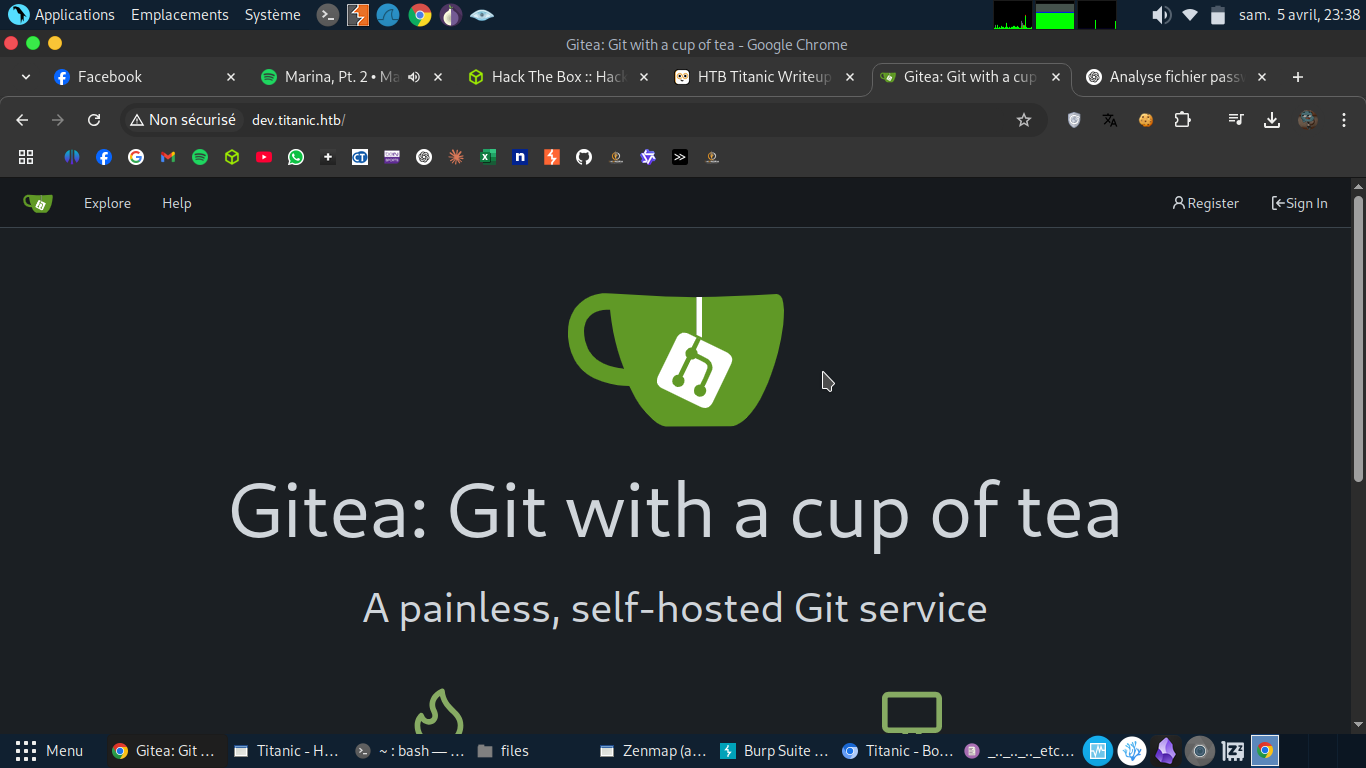 Applications Emplacements Système sam. 5 avril, 23:38
Gitea: Git with a cup of tea - Google Chrome
Facebook Marina, Pt. 2 • Ma Hack The Box :: Hack HTB Titanic Writeup Gitea: Git with a cup Analyse fichier passw
Non sécurisé dev.titanic.htb/
Explore Help Register Sign In
Gitea: Git with a cup of tea
A painless, self-hosted Git service
Menu Gitea: Git ... Titanic - H... ~ : bash — ... files Zenmap (a... Burp Suite ... Titanic - Bo... _.._.._.._etc...